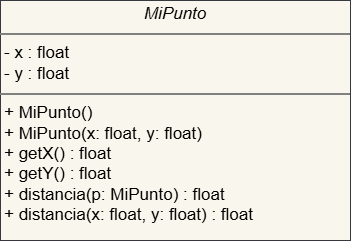 MiPunto
- x : float
- y : float
+ MiPunto()
+ MiPunto(x: float, y: float)
+ getX() : float
+ getY() : float
+ distancia(p: MiPunto) : float
+ distancia(x: float, y: float) : float